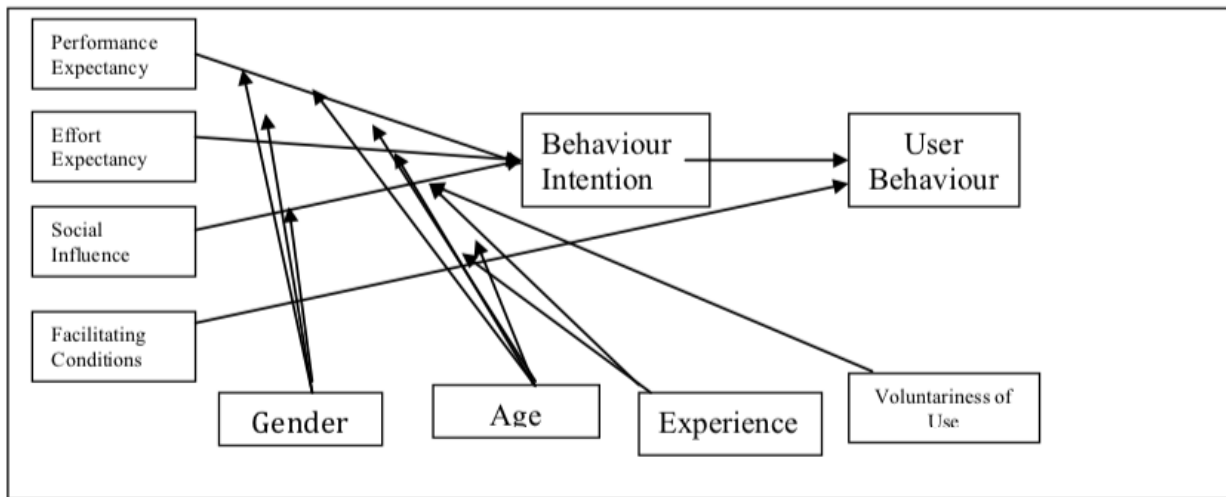 Performance
Expectancy
Effort
Expectancy
Social
Influence
Facilitating
Conditions
Behaviour
Intention
User
Behaviour
Gender
Age
Experience
Voluntariness of
Use